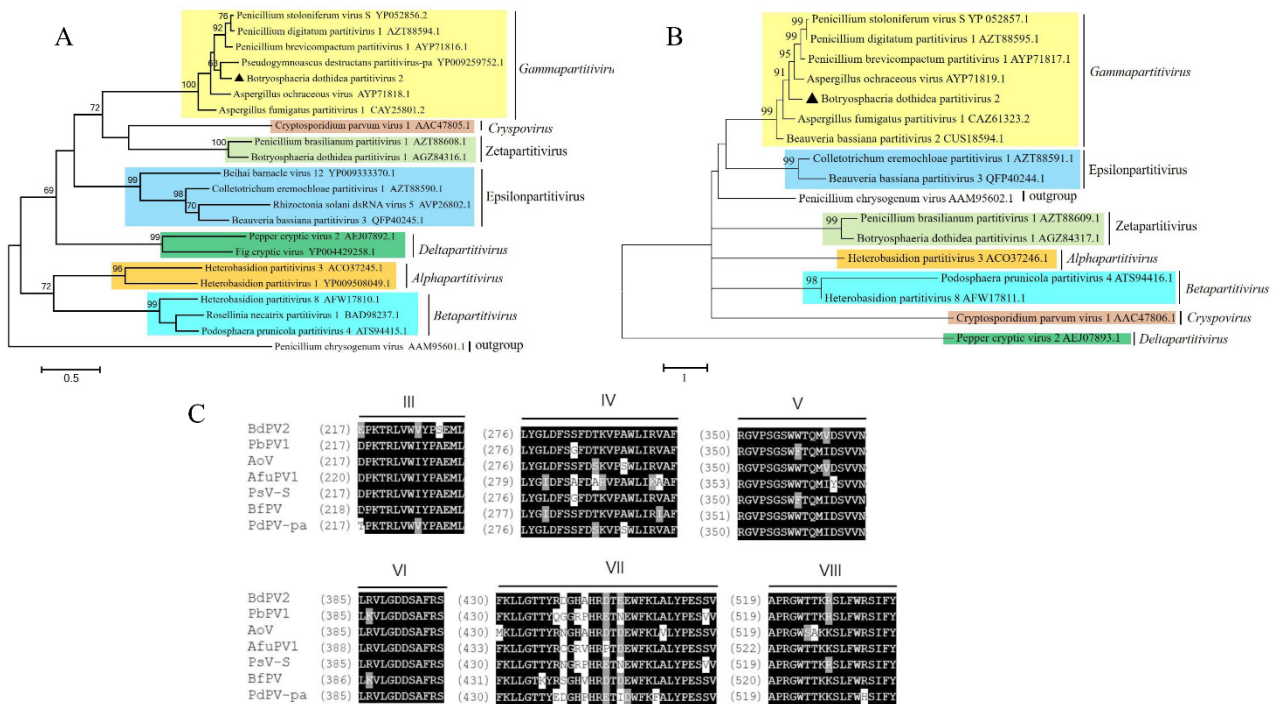 A
76
Penicillium stoloniferum virus S YP_052856.2
92
Penicillium digitatum partitivirus 1 AZT88594.1
Penicillium brevicompactum partitivirus 1 AYP71816.1
Pseudogymnoascus destructans partitivirus-pa YP009259752.1
63
▲ Botryosphaeria dothidea partitivirus 2
100
Aspergillus ochraceous virus AYP71818.1
Aspergillus fumigatus partitivirus 1 CAY25801.2
Gammapartitiviru
72
Cryptosporidium parvum virus 1 AAC47805.1
Cryspovirus
100
Penicillium brasilianum partitivirus 1 AZT88608.1
Botryosphaeria dothidea partitivirus 1 AGZ84316.1
Zetapartitivirus
Beihai barnacle virus 12 YP009333370.1
99
Colletotrichum eremochloae partitivirus 1 AZT88590.1
98
70
Rhizoctonia solani dsRNA virus 5 AVP26802.1
Beauveria bassiana partitivirus 3 QFP40245.1
Epsilonpartitivirus
69
99
Pepper cryptic virus 2 AEJ07892.1
Fig cryptic virus YP004429258.1
Deltapartitivirus
96
Heterobasidion partitivirus 3 ACO37245.1
Heterobasidion partitivirus 1 YP009508049.1
Alphapartitivirus
72
Heterobasidion partitivirus 8 AFW17810.1
99
Rosellinia necatrix partitivirus 1 BAD98237.1
Podosphaera prunicola partitivirus 4 ATS94415.1
Betapartitivirus
Penicillium chrysogenum virus AAM95601.1 outgroup
0.5
B
99
Penicillium stoloniferum virus S YP 052857.1
99
Penicillium digitatum partitivirus 1 AZT88595.1
95
Penicillium brevicompactum partitivirus 1 AYP71817.1
91
Aspergillus ochraceous virus AYP71819.1
99
▲ Botryosphaeria dothidea partitivirus 2
Aspergillus fumigatus partitivirus 1 CAZ61323.2
Beauveria bassiana partitivirus 2 CUS18594.1
Gammapartitivirus
99
Colletotrichum eremochloae partitivirus 1 AZT88591.1
Beauveria bassiana partitivirus 3 QFP40244.1
Epsilonpartitivirus
Penicillium chrysogenum virus AAM95602.1 outgroup
99
Penicillium brasilianum partitivirus 1 AZT88609.1
Botryosphaeria dothidea partitivirus 1 AGZ84317.1
Zetapartitivirus
Heterobasidion partitivirus 3 ACO37246.1
Alphapartitivirus
98
Podosphaera prunicola partitivirus 4 ATS94416.1
Heterobasidion partitivirus 8 AFW17811.1
Betapartitivirus
Cryptosporidium parvum virus 1 AAC47806.1
Cryspovirus
Pepper cryptic virus 2 AEJ07893.1
Deltapartitivirus
1
C
III IV V
BdPV2 (217) EPKTRLVWVYPSEML (276) LYGLDFSSFDTKVPAWLIRVAF (350) RGVPSGSWWTQMVDSVVN
PbPV1 (217) DPKTRLVWIYPAEML (276) LYGLDFSGFDTKVPAWLIRVAF (350) RGVPSGSWFTQMIDSVVN
AoV (217) DPKTRLVWIYPAEML (276) LYGLDFSSFDSKVPSWLIRVAF (350) RGVPSGSWWTQMVDSVVN
AfuPV1 (220) DPKTRLVWIYPAEML (279) LYGIDFSAFDARVPAWLIKAAF (353) RGVPSGSWWTQMIYSVVN
PsV-S (217) DPKTRLVWIYPAEML (276) LYGLDFSGFDTKVPAWLIRVAF (350) RGVPSGSWFTQMIDSVVN
BfPV (218) DPKTRLVWIYPAEML (277) LYGIDFSSFDTKVPAWLIRIAF (351) RGVPSGSWWTQMIDSVVN
PdPV-pa (217) TPKTRLVWVYPAEML (276) LYGLDFSSFDSKVPSWLIRVAF (350) RGVPSGSWWTQMIDSVVN
VI VII VIII
BdPV2 (385) LRVLGDDSAFRS (430) FKLLGTTYRDGHAHRDTEEWFKLALYPESSV (519) APRGWTTKRSLFWRSIFY
PbPV1 (385) LKVLGDDSAFRS (430) FKLLGTTYQGGRPHRETNEWFKLALYPESVV (519) APRGWTTKRSLFWRSIFY
AoV (385) LRVLGDDSAFRS (430) MKLLGTTYRNGHAHRDTDEWFKLVLYPESSV (519) APRGWSAKKSLFWRSIFY
AfuPV1 (388) LRVLGDDSAFRS (433) FKLLGTTYRCGRVHRPTDEWFKLALYPESSV (522) APRGWTTKKSLFWRSIFY
PsV-S (385) LRVLGDDSAFRS (430) FKLLGTTYRNGRPHRETNEWFKLALYPESVV (519) APRGWTTKRSLFWRSIFY
BfPV (386) LKVLGDDSAFRS (431) FKLLGTKYRSGHVHRDTDEWFKLALYPESSV (520) APRGWTTKKSLFWRSIFY
PdPV-pa (385) LRVLGDDSAFRS (430) FKLLGTTYEDGHPHRETIDWFKFALYPESSV (519) APRGWTTKKSLFWHSIFY